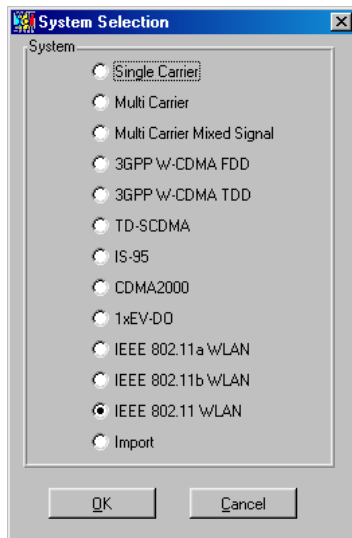 System Selection
System
Single Carrier
Multi Carrier
Multi Carrier Mixed Signal
3GPP W-CDMA FDD
3GPP W-CDMA TDD
TD-SCDMA
IS-95
CDMA2000
1xEV-DO
IEEE 802.11a WLAN
IEEE 802.11b WLAN
IEEE 802.11 WLAN
Import
OK Cancel